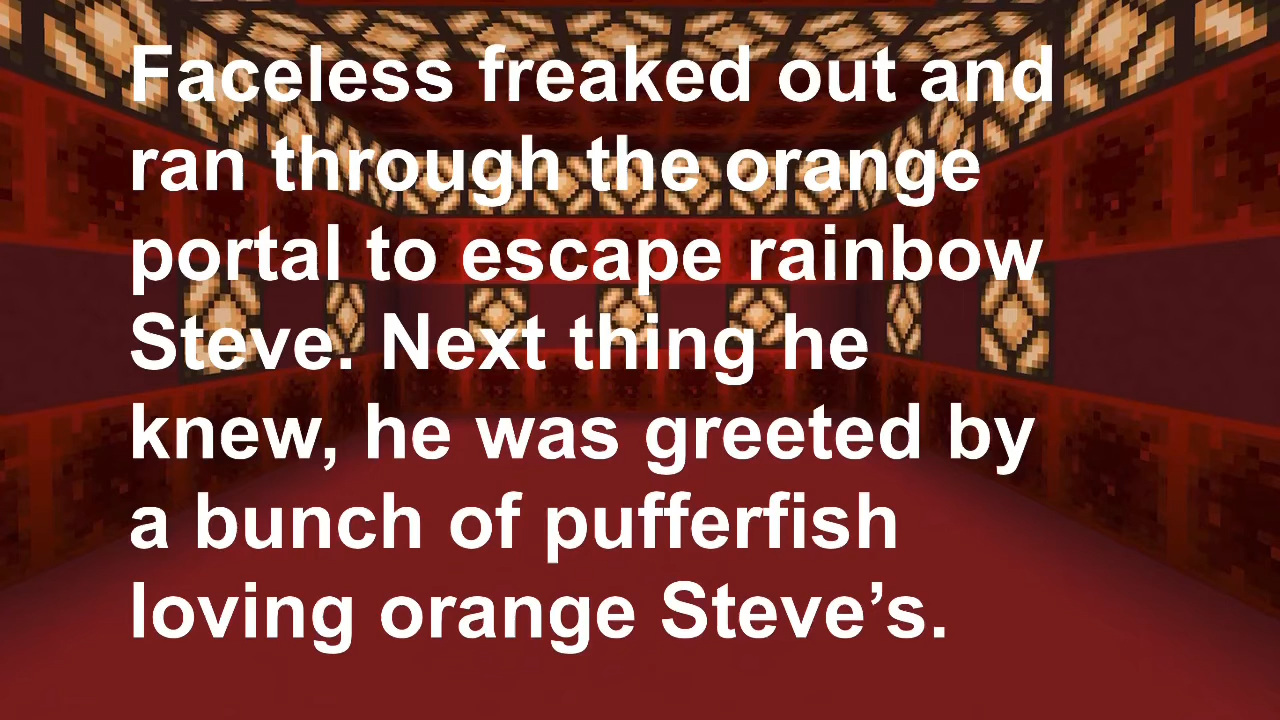 Faceless freaked out and
ran through the orange
portal to escape rainbow
Steve. Next thing he
knew, he was greeted by
a bunch of pufferfish
loving orange Steve’s.